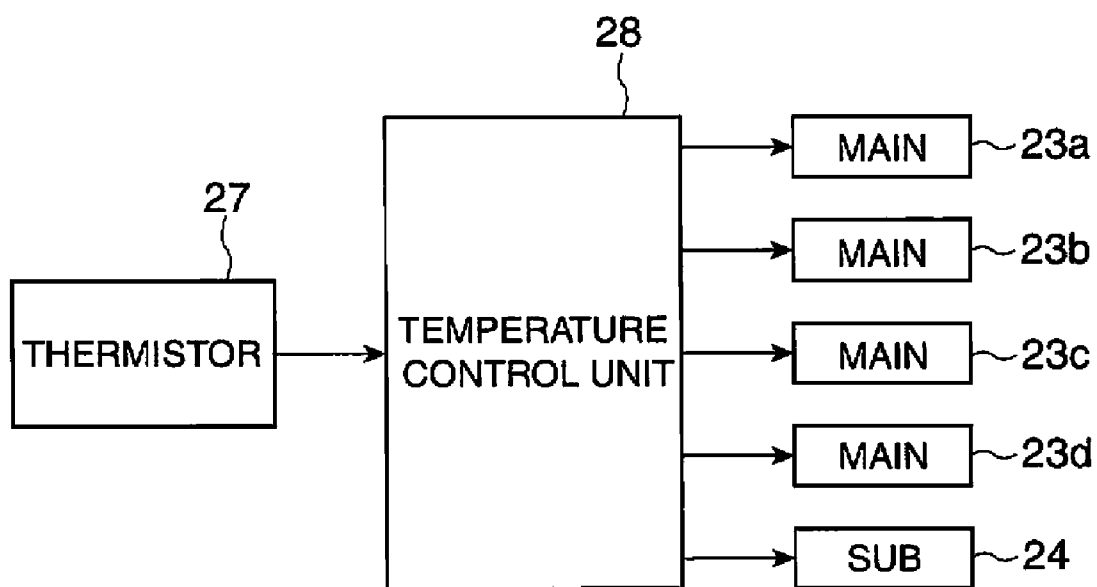 28
MAIN 23a
27
MAIN 23b
THERMISTOR
TEMPERATURE
CONTROL UNIT
MAIN 23c
MAIN 23d
SUB 24